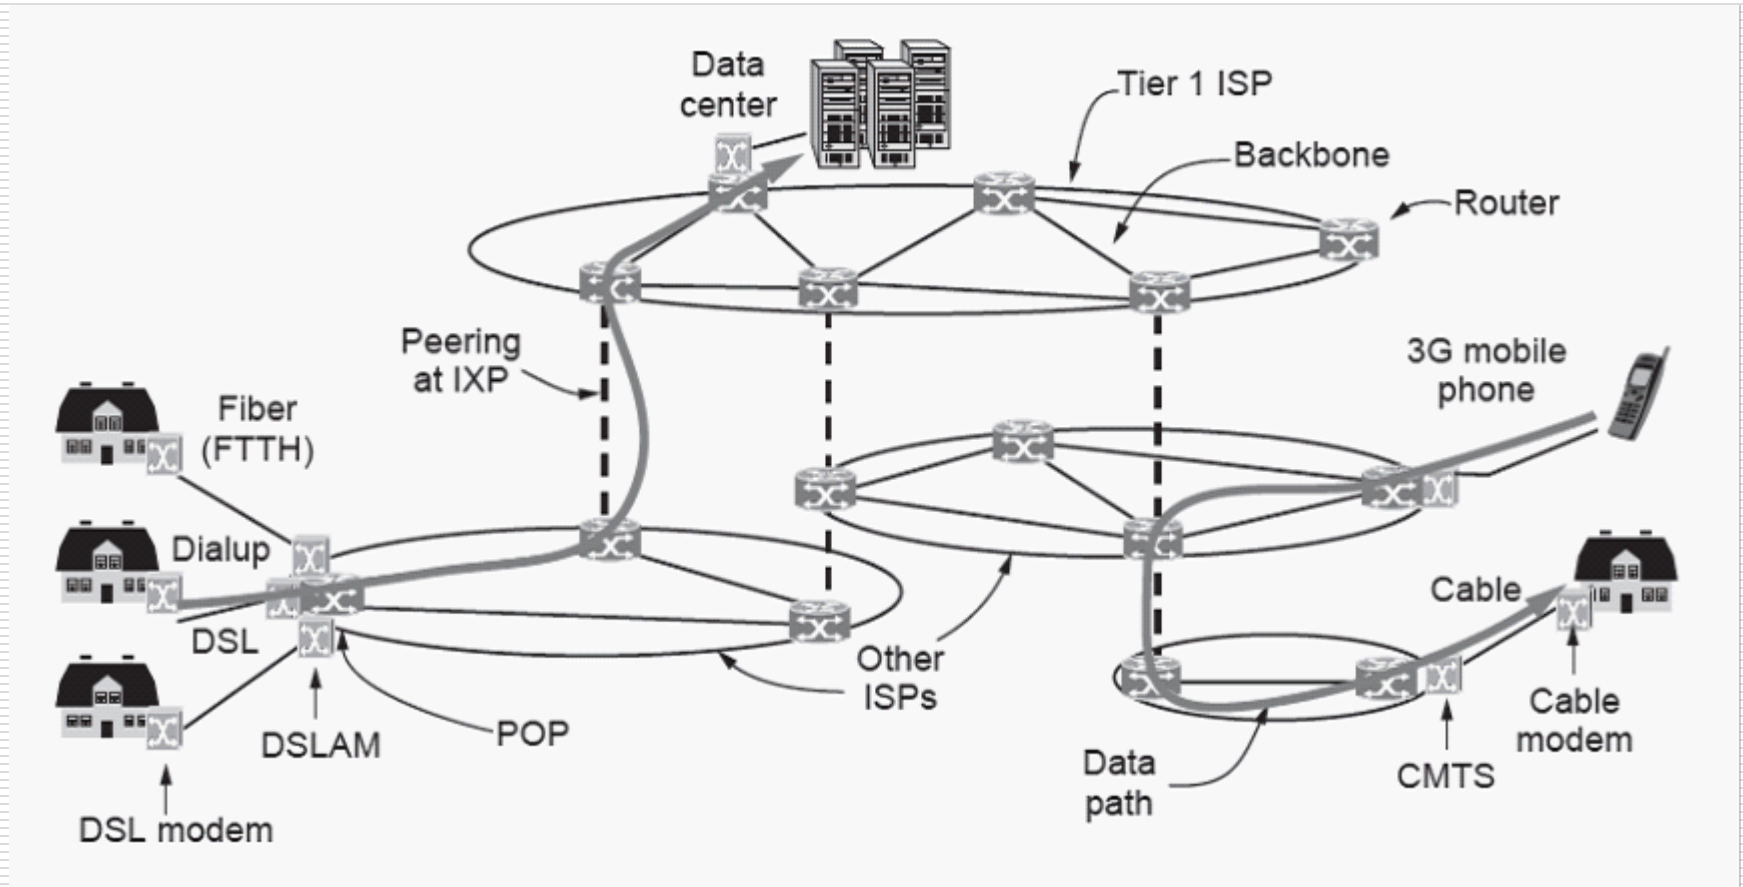 Data
center
Tier 1 ISP
Backbone
Router
Peering
at IXP
3G mobile
phone
Fiber
(FTTH)
Dialup
DSL
Other
ISPs
Cable
DSLAM
POP
Cable
modem
Data
path
CMTS
DSL modem